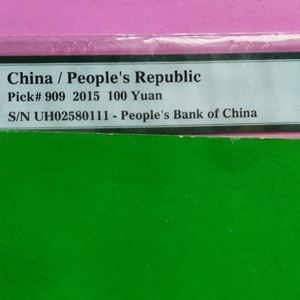 China / People's Republic
Pick# 909 2015 100 Yuan
S/N UH02580111 - People's Bank of China